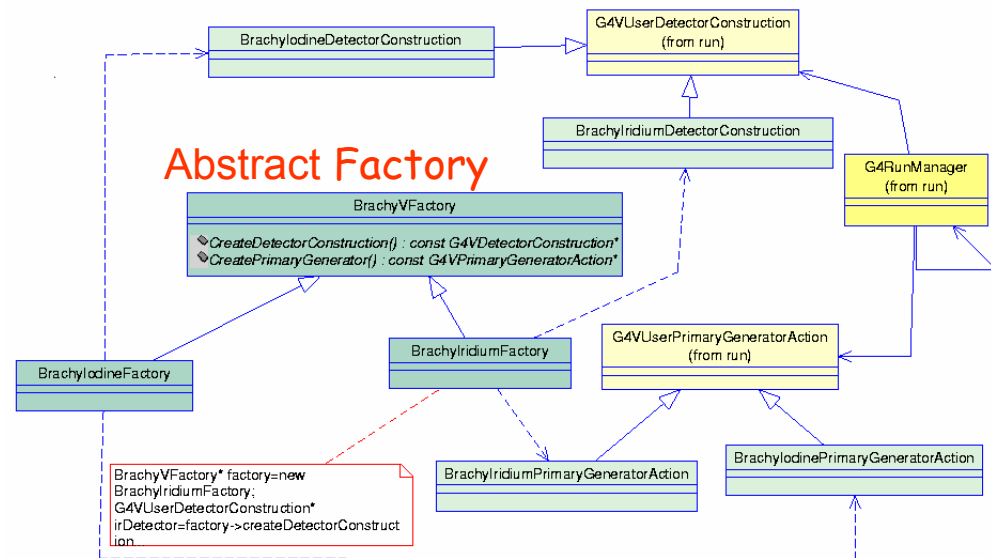 G4VUserDetectorConstruction
(from run)
BrachyIodineDetectorConstruction
BrachyIridiumDetectorConstruction
Abstract Factory
G4RunManager
(from run)
BrachyVFactory
CreateDetectorConstruction() : const G4VDetectorConstruction*
CreatePrimaryGenerator() : const G4VPrimaryGeneratorAction*
G4VUserPrimaryGeneratorAction
(from run)
BrachyIridiumFactory
BrachyIodineFactory
BrachyIodinePrimaryGeneratorAction
BrachyIridiumPrimaryGeneratorAction
BrachyVFactory* factory=new
BrachyIridiumFactory;
G4VUserDetectorConstruction*
irDetector=factory->createDetectorConstruct
ion...